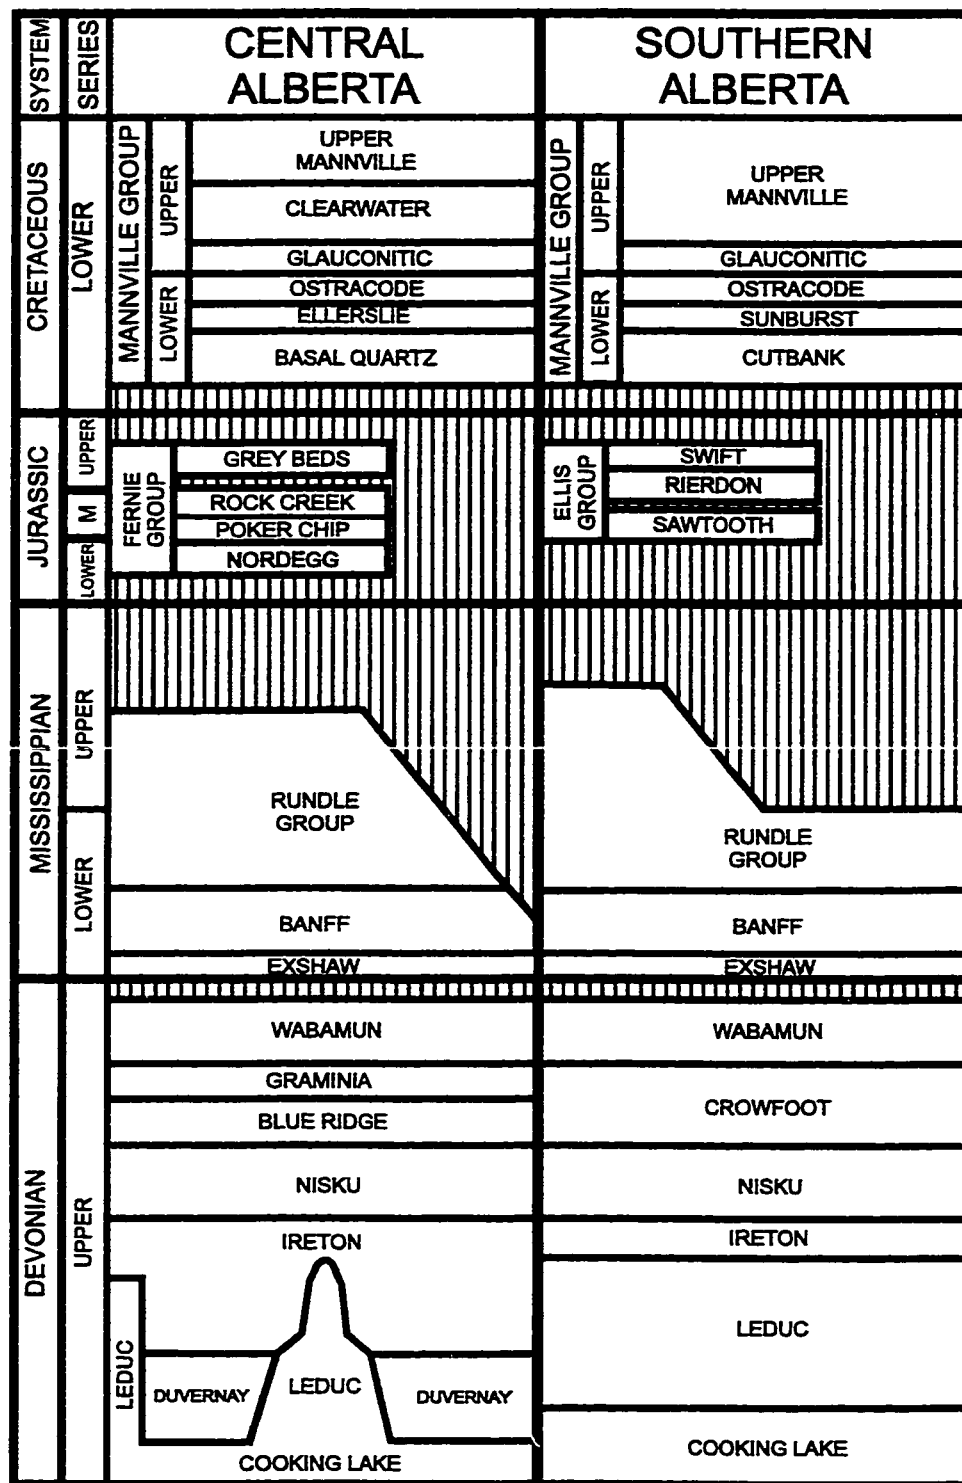 SYSTEM
SERIES
CENTRAL
ALBERTA
SOUTHERN
ALBERTA
CRETACEOUS
LOWER
MANNVILLE GROUP
UPPER
UPPER
MANNVILLE
CLEARWATER
GLAUCONITIC
LOWER
OSTRACODE
ELLERSLIE
BASAL QUARTZ
MANNVILLE GROUP
UPPER
UPPER
MANNVILLE
GLAUCONITIC
LOWER
OSTRACODE
SUNBURST
CUTBANK
JURASSIC
UPPER
M
LOWER
FERNIE
GROUP
GREY BEDS
ROCK CREEK
POKER CHIP
NORDEGG
ELLIS
GROUP
SWIFT
RIERDON
SAWTOOTH
MISSISSIPPIAN
UPPER
LOWER
RUNDLE
GROUP
BANFF
EXSHAW
RUNDLE
GROUP
BANFF
EXSHAW
DEVONIAN
UPPER
WABAMUN
GRAMINIA
BLUE RIDGE
NISKU
IRETON
LEDUC
DUVERNAY
LEDUC
DUVERNAY
COOKING LAKE
WABAMUN
CROWFOOT
NISKU
IRETON
LEDUC
COOKING LAKE